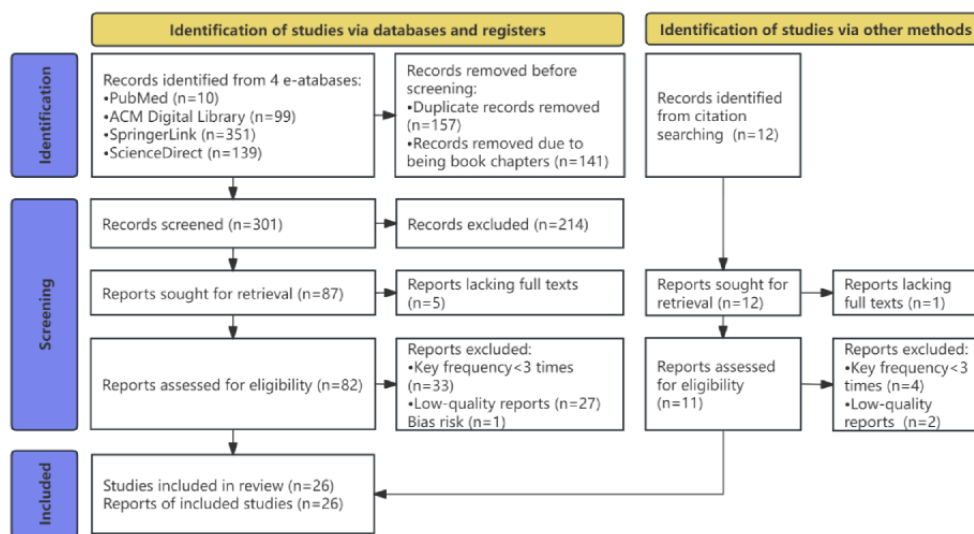 Identification of studies via databases and registers
Identification of studies via other methods
Identification
Records identified from 4 e-atabases:
•PubMed (n=10)
•ACM Digital Library (n=99)
•SpringerLink (n=351)
•ScienceDirect (n=139)
Records removed before
screening:
•Duplicate records removed
(n=157)
•Records removed due to
being book chapters (n=141)
Records identified
from citation
searching (n=12)
Screening
Records screened (n=301)
Records excluded (n=214)
Reports sought for retrieval (n=87)
Reports lacking full texts
(n=5)
Reports sought for
retrieval (n=12)
Reports lacking
full texts (n=1)
Reports assessed for eligibility (n=82)
Reports excluded:
•Key frequency<3 times
(n=33)
•Low-quality reports (n=27)
Bias risk (n=1)
Reports assessed
for eligibility
(n=11)
Reports excluded:
•Key frequency<3
times (n=4)
•Low-quality
reports (n=2)
Included
Studies included in review (n=26)
Reports of included studies (n=26)